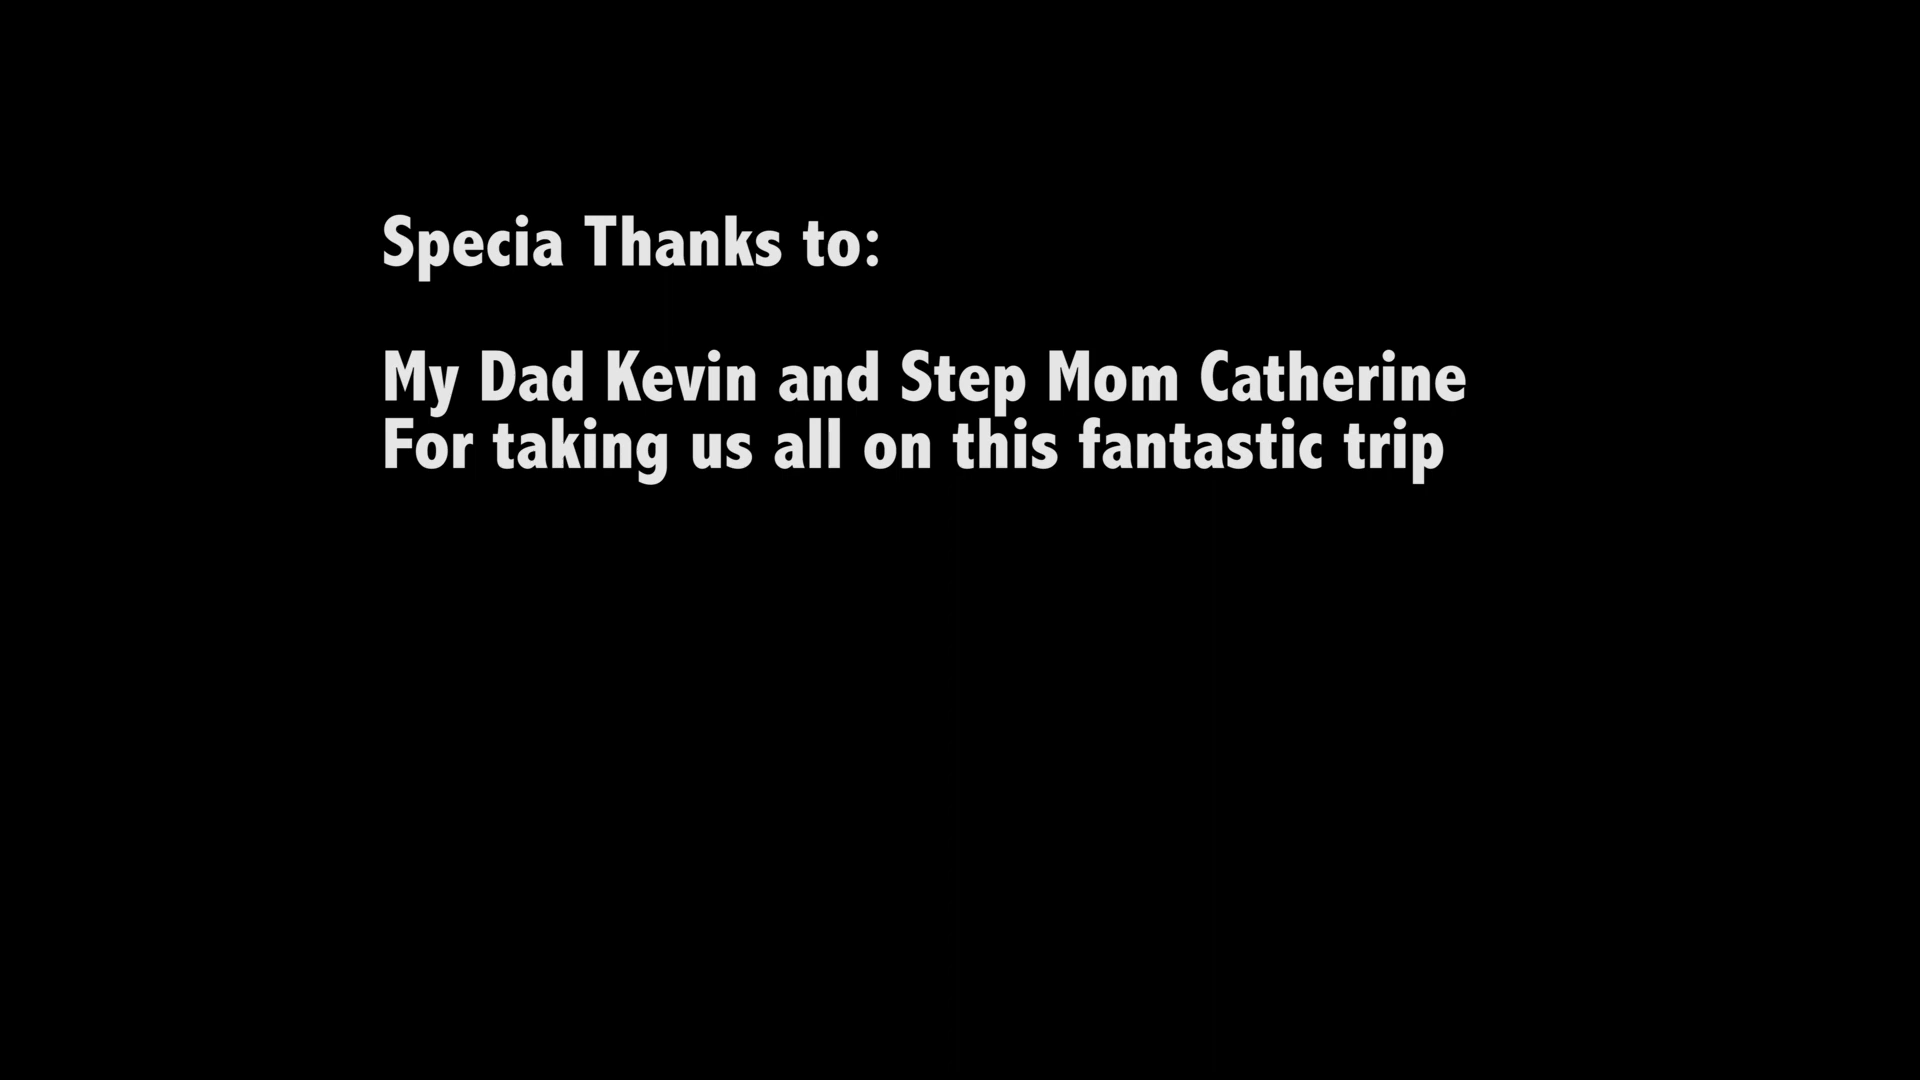 Specia Thanks to:
My Dad Kevin and Step Mom Catherine
For taking us all on this fantastic trip